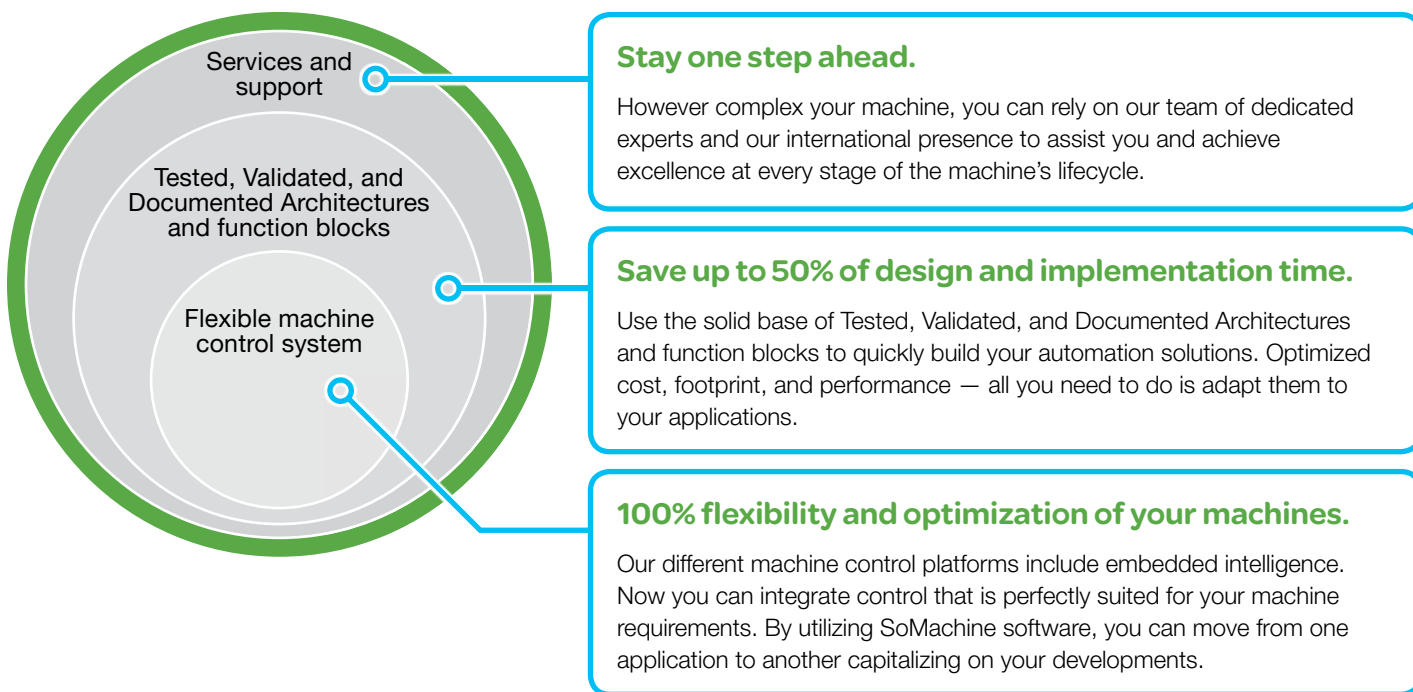 Services and
support
Tested, Validated, and
Documented Architectures
and function blocks
Flexible machine
control system
Stay one step ahead.
However complex your machine, you can rely on our team of dedicated
experts and our international presence to assist you and achieve
excellence at every stage of the machine's lifecycle.
Save up to 50% of design and implementation time.
Use the solid base of Tested, Validated, and Documented Architectures
and function blocks to quickly build your automation solutions. Optimized
cost, footprint, and performance — all you need to do is adapt them to
your applications.
100% flexibility and optimization of your machines.
Our different machine control platforms include embedded intelligence.
Now you can integrate control that is perfectly suited for your machine
requirements. By utilizing SoMachine software, you can move from one
application to another capitalizing on your developments.